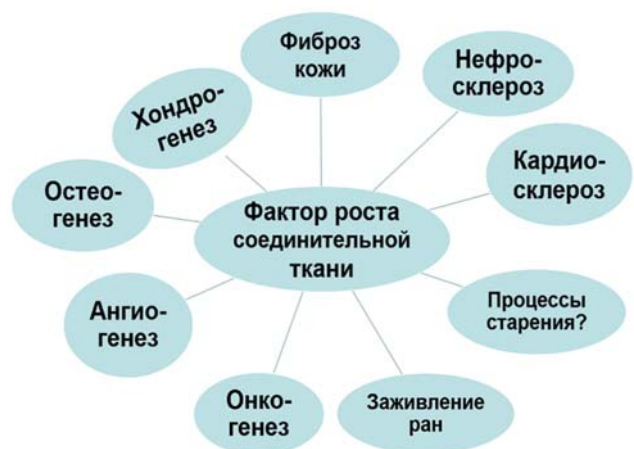 Фиброз
кожи
Нефро-
склероз
Хондро-
генез
Кардио-
склероз
Остео-
генез
Фактор роста
соединительной
ткани
Ангио-
генез
Процессы
старения?
Онко-
генез
Заживление
ран